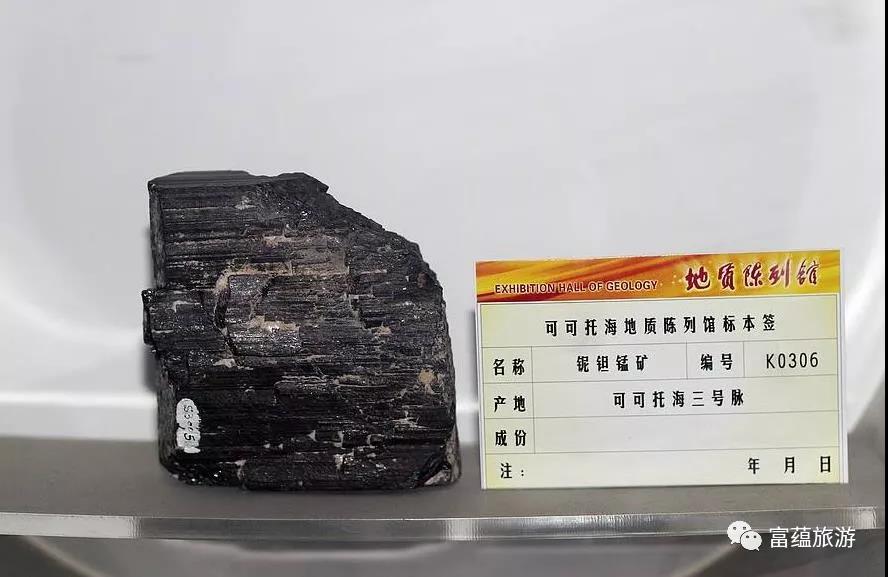 EXHIBITION HALL OF GEOLOGY 地质陈列馆
可可托海地质陈列馆标本签
名称 铌钽锰矿 编号 K0306
产地 可可托海三号脉
成份
注: 年 月 日
富蕴旅游